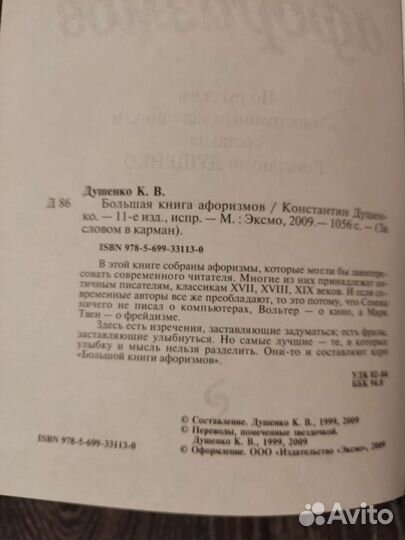 Душенко К. В.
Д 86
Большая книга афоризмов / Константин Душен-
ко. — 11-е изд., испр. — М. : Эксмо, 2009.— 1056 с. — (За
словом в карман).
ISBN 978-5-699-33113-0
В этой книге собраны афоризмы, которые могли бы заинтере-
совать современного читателя. Многие из них принадлежат ан-
тичным писателям, классикам XVII, XVIII, XIX веков. И если со-
временные авторы все же преобладают, то это потому, что Сенека
ничего не писал о компьютерах, Вольтер — о кино, а Марк
Твен — о фрейдизме.
Здесь есть изречения, заставляющие задуматься; есть фразы,
заставляющие улыбнуться. Но самые лучшие — те, в которых
улыбку и мысль нельзя разделить. Они-то и составляют ядро
«Большой книги афоризмов».
УДК 82-84
ББК 94.8
© Составление. Душенко К. В., 1999, 2009
© Переводы, помеченные звездочкой.
Душенко К. В., 1999, 2009
ISBN 978-5-699-33113-0
© Оформление. ООО «Издательство «Эксмо», 2009
Avito